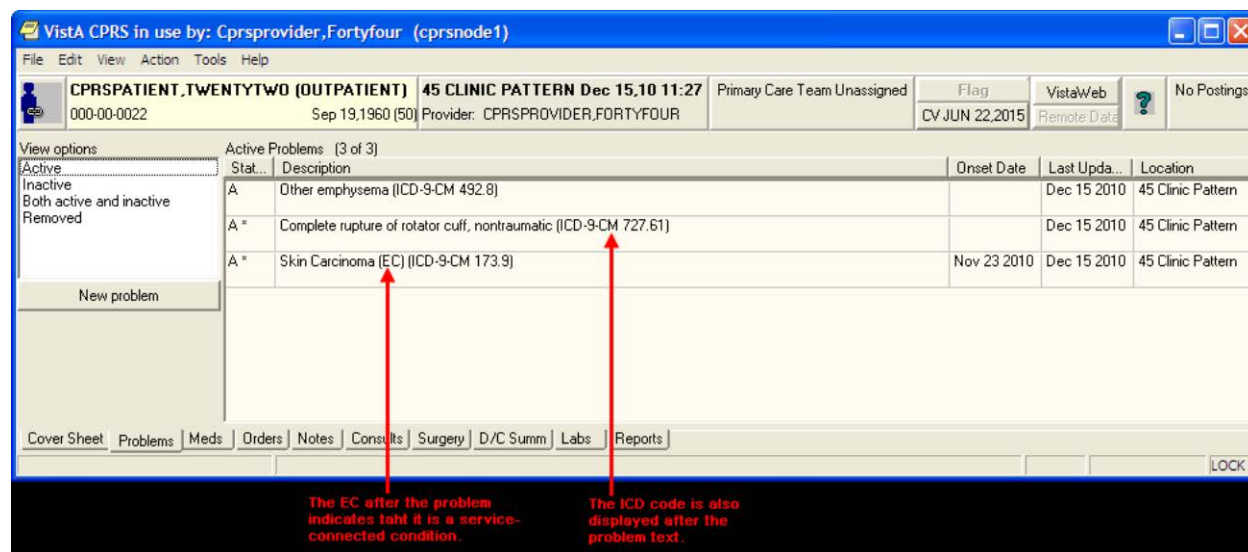 VistA CPRS in use by: Cprsprovider,Fortyfour (cprsnode1)
File Edit View Action Tools Help
CPRSPATIENT,TWENTYTWO (OUTPATIENT) 45 CLINIC PATTERN Dec 15,10 11:27 Primary Care Team Unassigned Flag VistaWeb ? No Postings
000-00-0022 Sep 19,1960 (50) Provider: CPRSPROVIDER,FORTYFOUR CV JUN 22,2015 Remote Data
View options Active Problems (3 of 3)
Active Stat... Description Onset Date Last Upda... Location
Inactive A Other emphysema (ICD-9-CM 492.8) Dec 15 2010 45 Clinic Pattern
Both active and inactive
Removed A * Complete rupture of rotator cuff, nontraumatic (ICD-9-CM 727.61) Dec 15 2010 45 Clinic Pattern
A * Skin Carcinoma (EC) (ICD-9-CM 173.9) Nov 23 2010 Dec 15 2010 45 Clinic Pattern
New problem
Cover Sheet Problems Meds Orders Notes Consults Surgery D/C Summ Labs Reports
LOCK
The EC after the problem
indicates taht it is a service-
connected condition.
The ICD code is also
displayed after the
problem text.